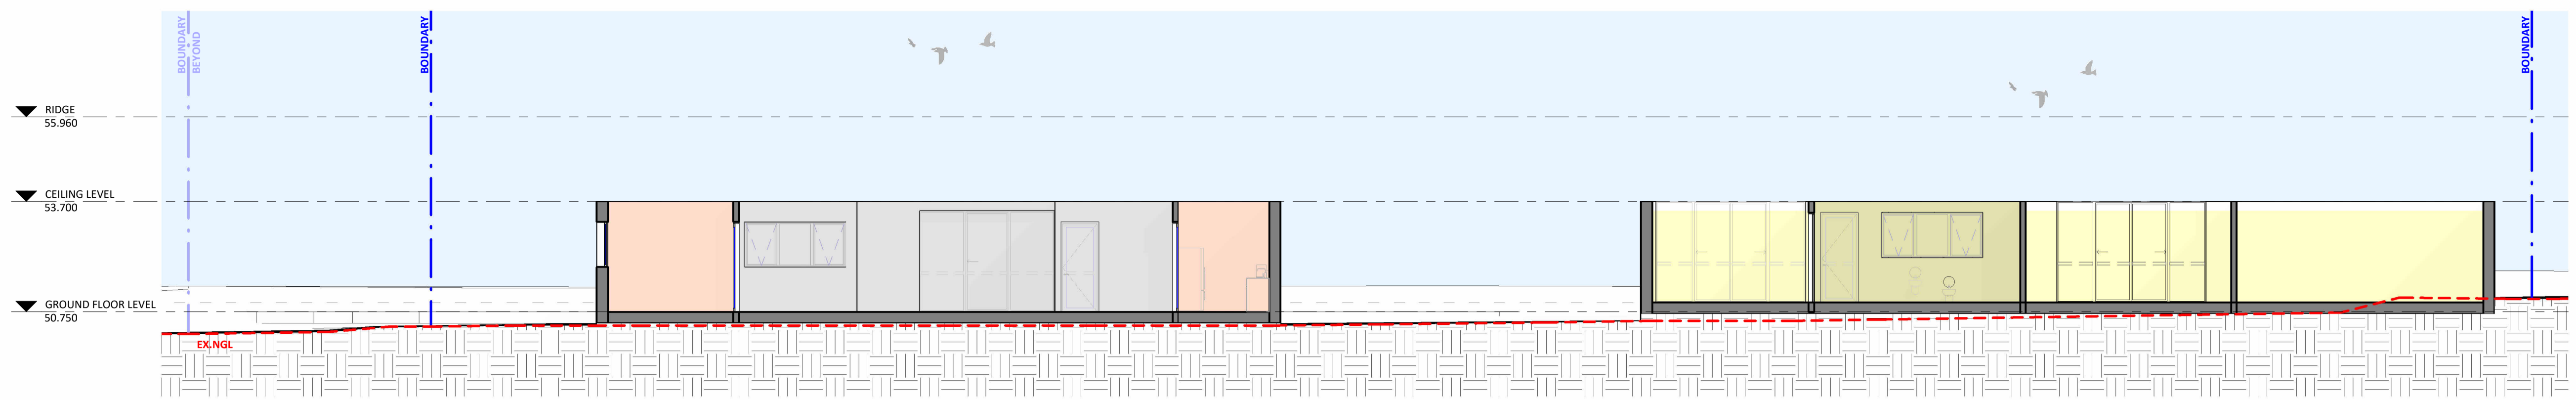 BOUNDARY
BEYOND
BOUNDARY
BOUNDARY
RIDGE
55.960
CEILING LEVEL
53.700
GROUND FLOOR LEVEL
50.750
EX.NGL